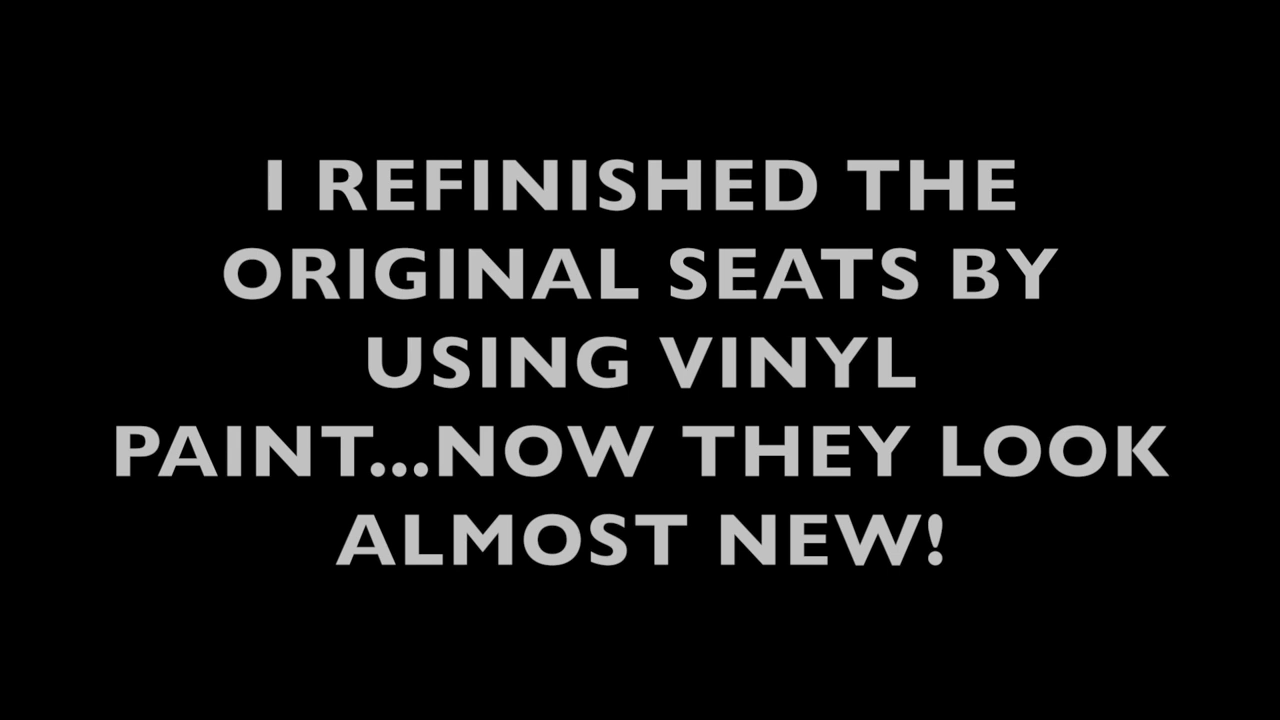 I REFINISHED THE
ORIGINAL SEATS BY
USING VINYL
PAINT...NOW THEY LOOK
ALMOST NEW!